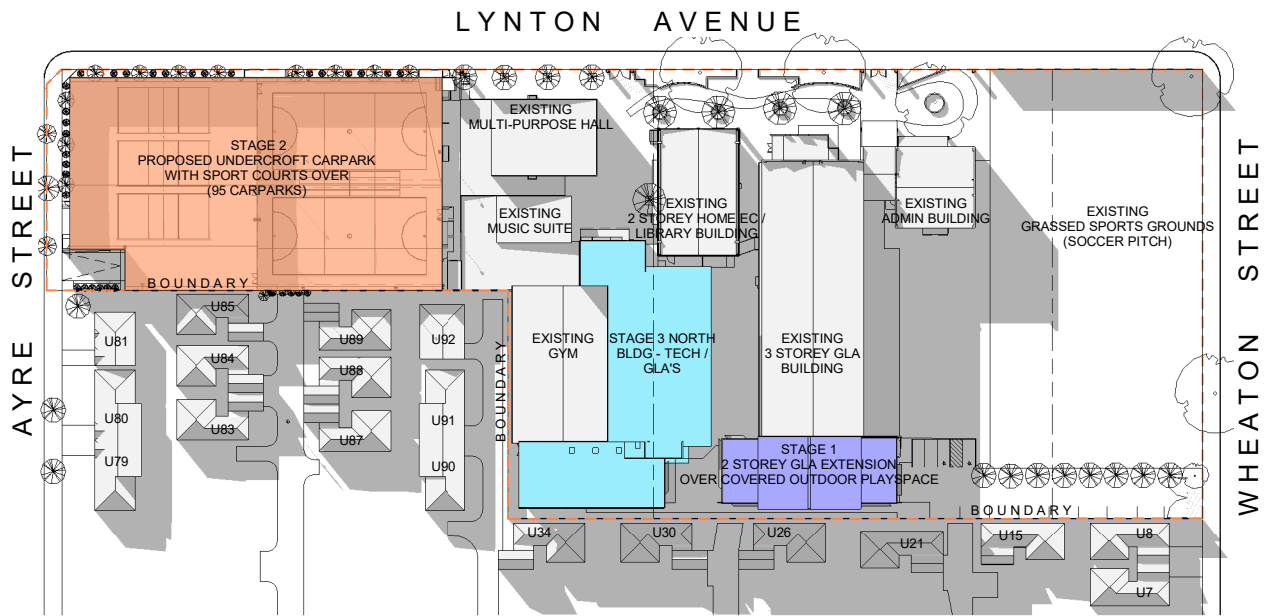 LYNTON AVENUE
AYRE STREET
WHEATON STREET
STAGE 2
PROPOSED UNDERCROFT CARPARK
WITH SPORT COURTS OVER
(95 CARPARKS)
EXISTING
MULTI-PURPOSE HALL
EXISTING
MUSIC SUITE
EXISTING
2 STOREY HOME EC /
LIBRARY BUILDING
EXISTING
ADMIN BUILDING
EXISTING
GRASSED SPORTS GROUNDS
(SOCCER PITCH)
BOUNDARY
EXISTING
GYM
STAGE 3 NORTH
BLDG - TECH /
GLA'S
EXISTING
3 STOREY GLA
BUILDING
BOUNDARY
STAGE 1
2 STOREY GLA EXTENSION
OVER COVERED OUTDOOR PLAYSPACE
BOUNDARY
U85
U81
U89
U92
U84
U88
U80
U83
U87
U91
U79
U90
U34
U30
U26
U21
U15
U8
U7